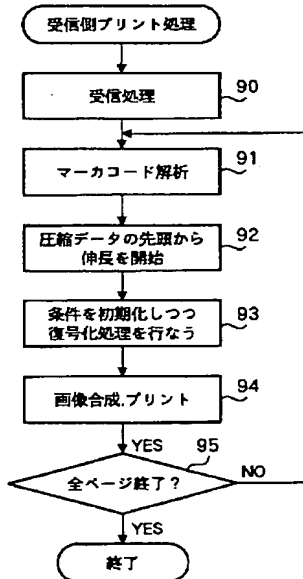 受信側プリント処理
受信処理
90
マーカコード解析
91
圧縮データの先頭から
伸長を開始
92
条件を初期化しつつ
復号化処理を行なう
93
画像合成.プリント
94
YES
95
全ページ終了?
NO
YES
終了